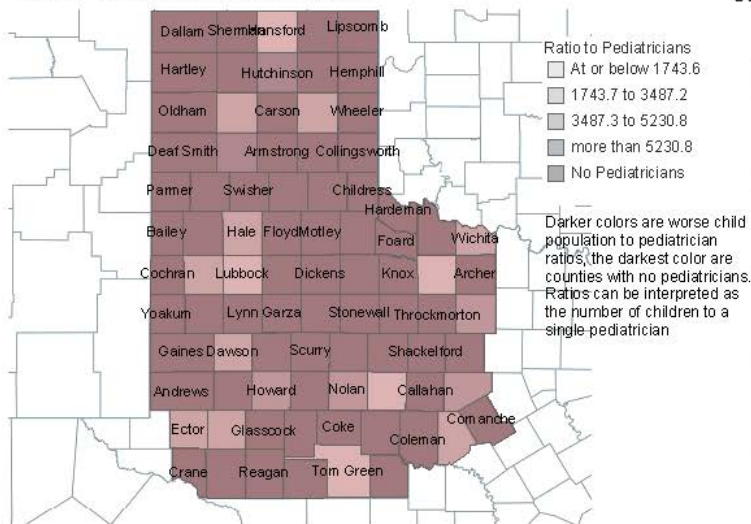 Dallam Sherman Hansford Lipscomb
Hartley Hutchinson Hemphill
Oldham Carson Wheeler
Deaf Smith Armstrong Collingsworth
Parmer Swisher Childress
Hardeman
Bailey Hale Floyd Motley Foard Wichita
Cochran Lubbock Dickens Knox Archer
Yoakum Lynn Garza Stonewall Throckmorton
Gaines Dawson Scurry Shackelford
Andrews Howard Nolan Callahan
Ector Glasscock Coke Coleman Comanche
Crane Reagan Tom Green
Ratio to Pediatricians
At or below 1743.6
1743.7 to 3487.2
3487.3 to 5230.8
more than 5230.8
No Pediatricians
Darker colors are worse child
population to pediatrician
ratios, the darkest color are
counties with no pediatricians.
Ratios can be interpreted as
the number of children to a
single pediatrician